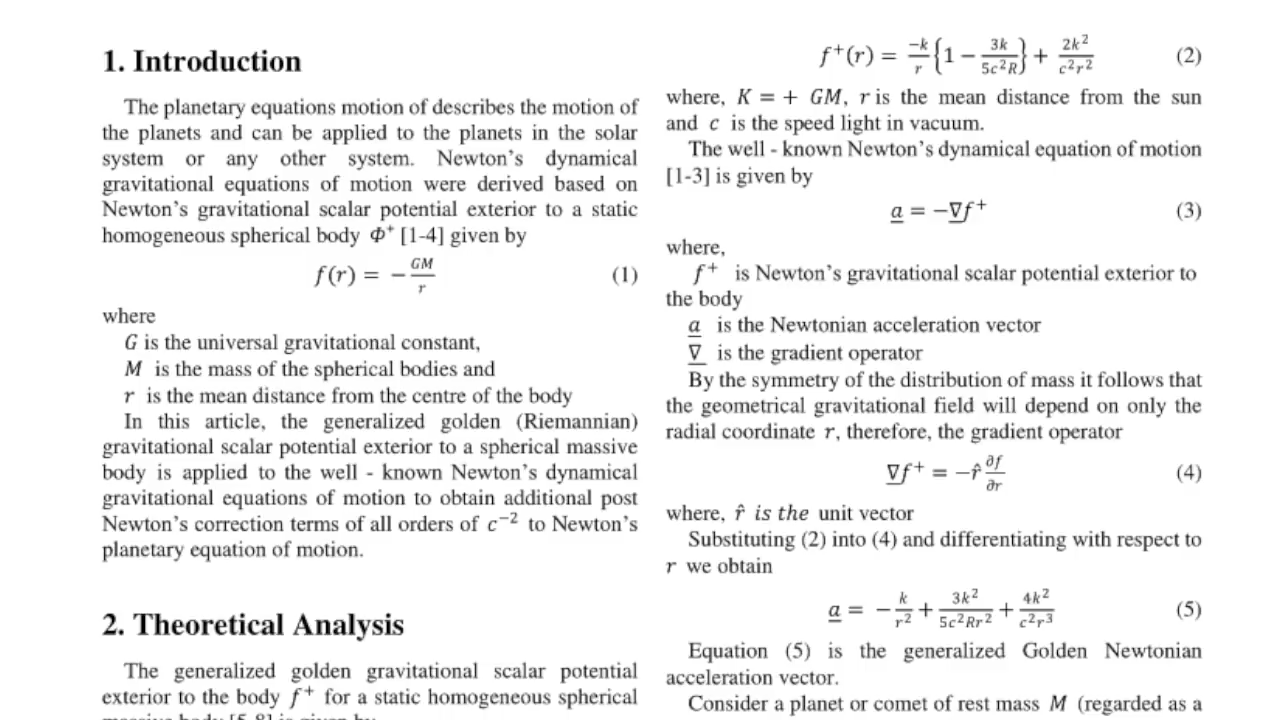 1. Introduction
The planetary equations motion of describes the motion of
the planets and can be applied to the planets in the solar
system or any other system. Newton's dynamical
gravitational equations of motion were derived based on
Newton's gravitational scalar potential exterior to a static
homogeneous spherical body Φ⁺ [1-4] given by
f(r) = − GM/r (1)
where
G is the universal gravitational constant,
M is the mass of the spherical bodies and
r is the mean distance from the centre of the body
In this article, the generalized golden (Riemannian)
gravitational scalar potential exterior to a spherical massive
body is applied to the well - known Newton's dynamical
gravitational equations of motion to obtain additional post
Newton's correction terms of all orders of c⁻² to Newton's
planetary equation of motion.
2. Theoretical Analysis
The generalized golden gravitational scalar potential
exterior to the body f⁺ for a static homogeneous spherical
massive body [5-8] is given by
f⁺(r) = −k/r {1 − 3k/5c²R} + 2k²/c²r² (2)
where, K = + GM, r is the mean distance from the sun
and c is the speed light in vacuum.
The well - known Newton's dynamical equation of motion
[1-3] is given by
a = −∇f⁺ (3)
where,
f⁺ is Newton's gravitational scalar potential exterior to
the body
a is the Newtonian acceleration vector
∇ is the gradient operator
By the symmetry of the distribution of mass it follows that
the geometrical gravitational field will depend on only the
radial coordinate r, therefore, the gradient operator
∇f⁺ = −r̂ ∂f/∂r (4)
where, r̂ is the unit vector
Substituting (2) into (4) and differentiating with respect to
r we obtain
a = − k/r² + 3k²/5c²Rr² + 4k²/c²r³ (5)
Equation (5) is the generalized Golden Newtonian
acceleration vector.
Consider a planet or comet of rest mass M (regarded as a